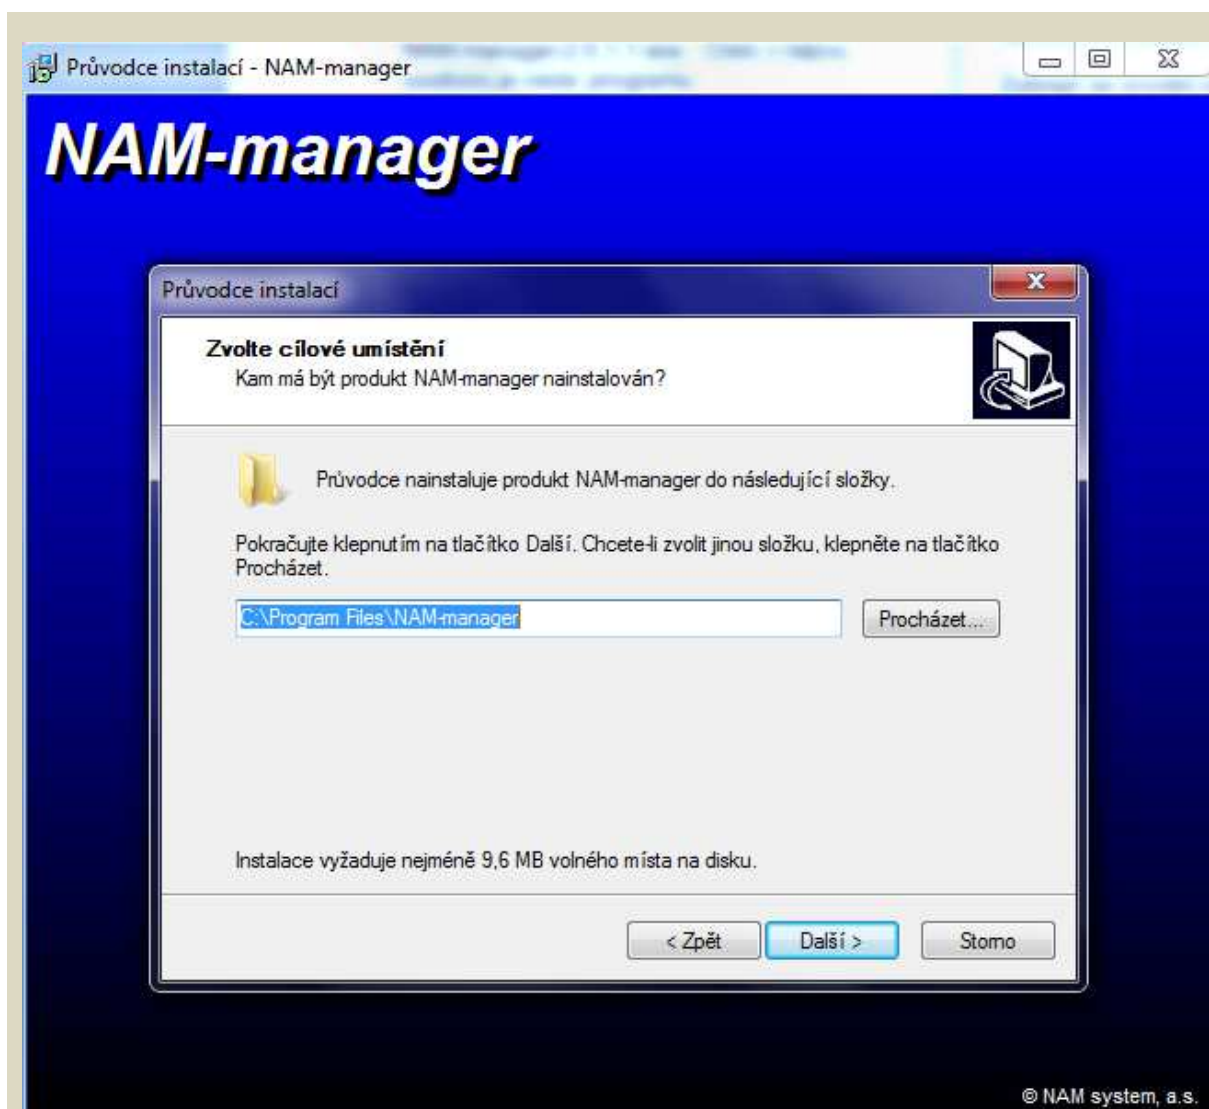 Průvodce instalací - NAM-manager
NAM-manager
Průvodce instalací
Zvolte cílové umístění
Kam má být produkt NAM-manager nainstalován?
Průvodce nainstaluje produkt NAM-manager do následující složky.
Pokračujte klepnutím na tlačítko Další. Chcete-li zvolit jinou složku, klepněte na tlačítko
Procházet.
C:\Program Files\NAM-manager
Procházet...
Instalace vyžaduje nejméně 9,6 MB volného místa na disku.
< Zpět
Další >
Storno
© NAM system, a.s.